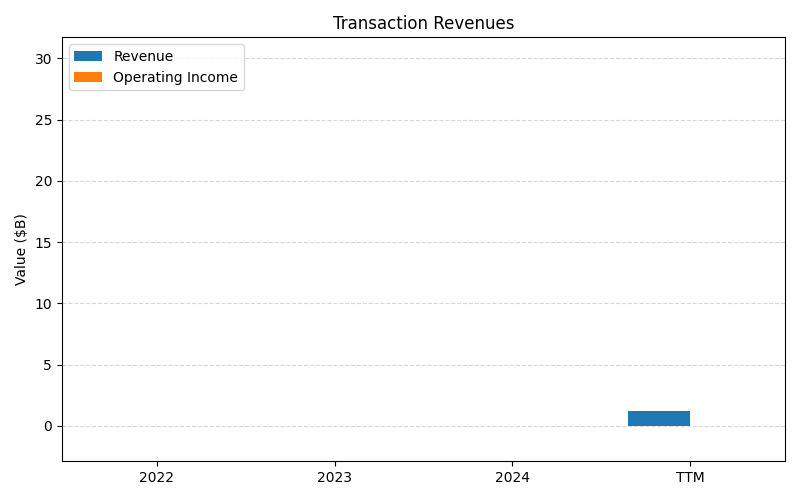 Transaction Revenues
Revenue
Operating Income
Value ($B)
30
25
20
15
10
5
0
2022 2023 2024 TTM